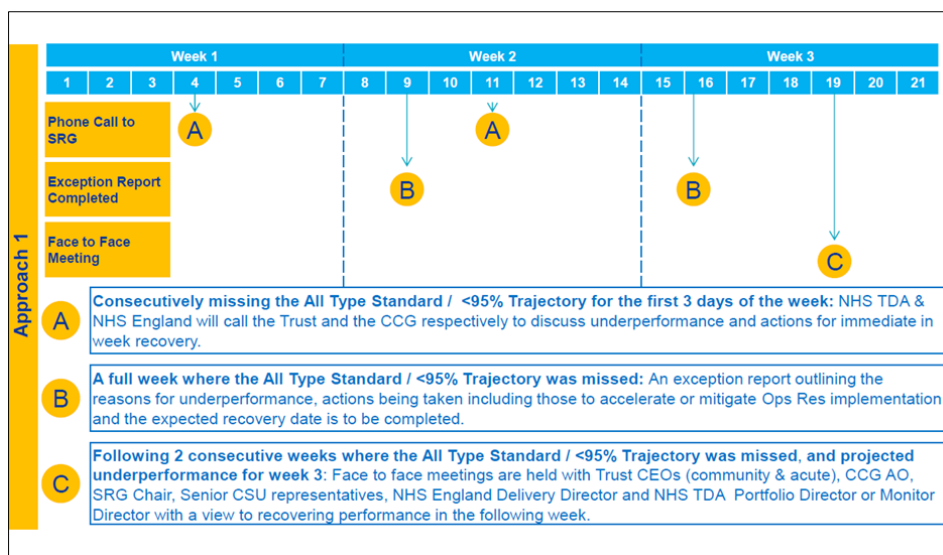 Approach 1
Week 1 Week 2 Week 3
1 2 3 4 5 6 7 8 9 10 11 12 13 14 15 16 17 18 19 20 21
Phone Call to
SRG
A
A
Exception Report
Completed
B
B
Face to Face
Meeting
C
A
Consecutively missing the All Type Standard / <95% Trajectory for the first 3 days of the week: NHS TDA &
NHS England will call the Trust and the CCG respectively to discuss underperformance and actions for immediate in
week recovery.
B
A full week where the All Type Standard / <95% Trajectory was missed: An exception report outlining the
reasons for underperformance, actions being taken including those to accelerate or mitigate Ops Res implementation
and the expected recovery date is to be completed.
C
Following 2 consecutive weeks where the All Type Standard / <95% Trajectory was missed, and projected
underperformance for week 3: Face to face meetings are held with Trust CEOs (community & acute), CCG AO,
SRG Chair, Senior CSU representatives, NHS England Delivery Director and NHS TDA Portfolio Director or Monitor
Director with a view to recovering performance in the following week.